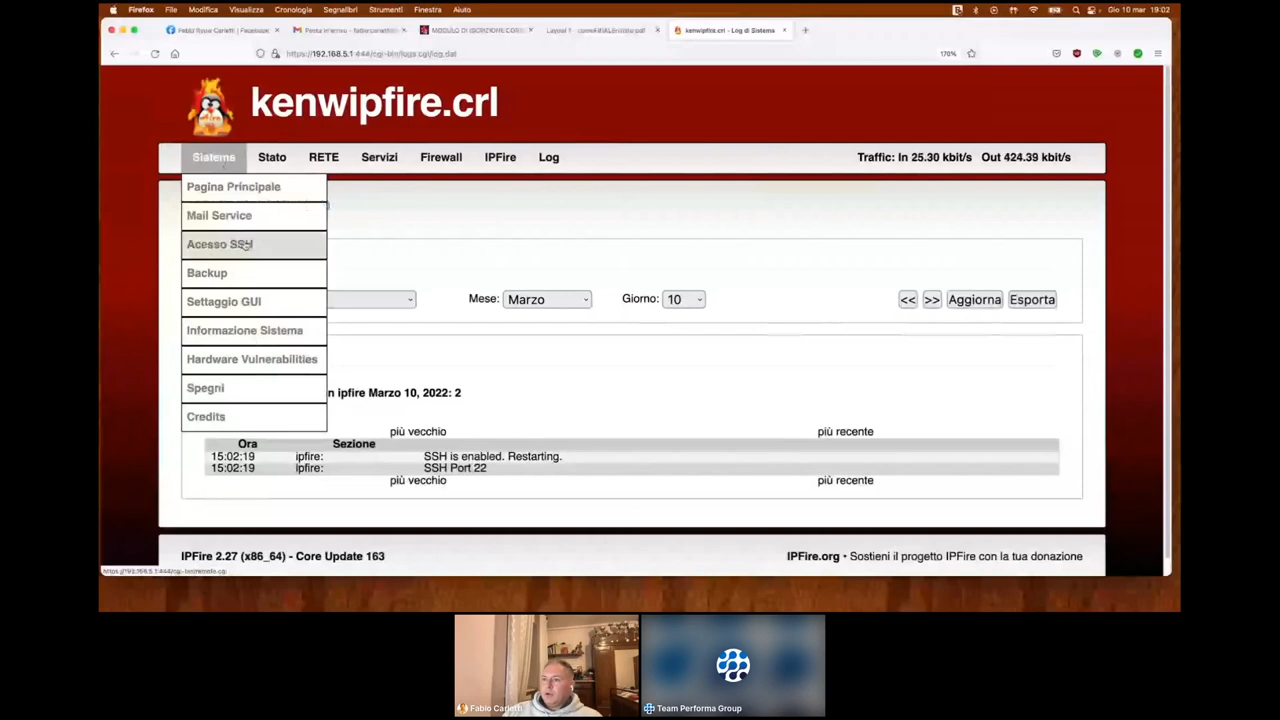 Firefox File Modifica Visualizza Cronologia Segnalibri Strumenti Finestra Aiuto
Gio 10 mar 19:02
kenwipfire.crl - Log di Sistema
170%
kenwipfire.crl
Sistema Stato RETE Servizi Firewall IPFire Log
Traffic: In 25.30 kbit/s Out 424.39 kbit/s
Pagina Principale
Mail Service
Acesso SSH
Backup
Settaggio GUI
Informazione Sistema
Hardware Vulnerabilities
Spegni
Credits
Mese: Marzo Giorno: 10 << >> Aggiorna Esporta
n ipfire Marzo 10, 2022: 2
più vecchio più recente
Ora Sezione
15:02:19 ipfire: SSH is enabled. Restarting.
15:02:19 ipfire: SSH Port 22
più vecchio più recente
IPFire 2.27 (x86_64) - Core Update 163
IPFire.org • Sostieni il progetto IPFire con la tua donazione
Fabio Carletti
Team Performa Group